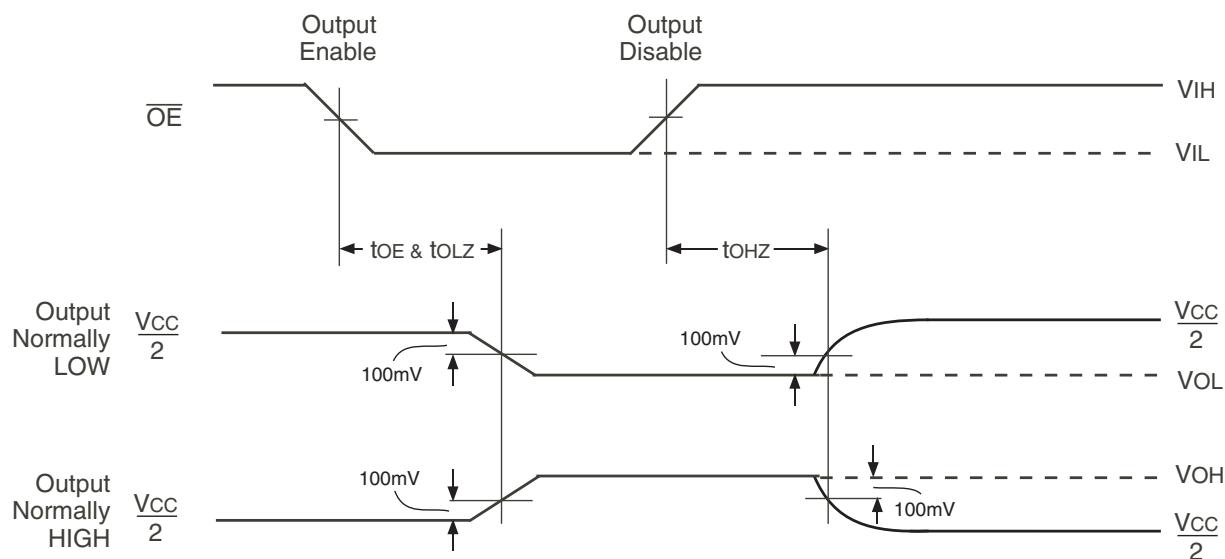 Output
Enable
Output
Disable
OE
VIH
VIL
tOE & tOLZ
tOHZ
Output
Normally
LOW
VCC
2
100mV
100mV
VCC
2
VOL
Output
Normally
HIGH
VCC
2
100mV
100mV
VOH
VCC
2